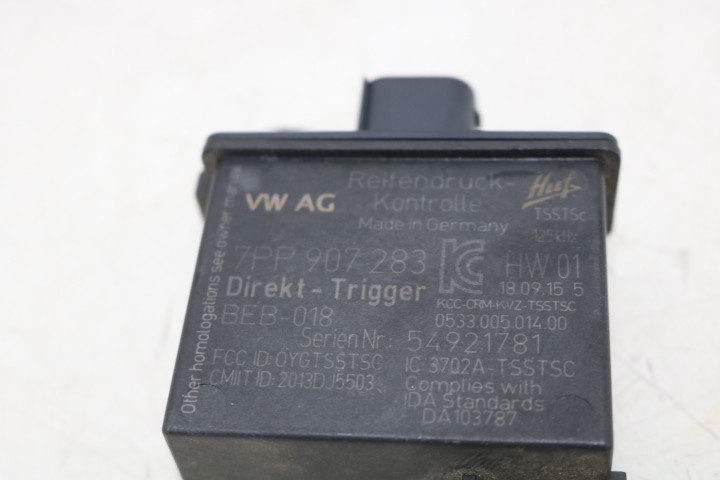 VW AG
Reifendruck-
Kontrolle
Made in Germany
Huf
TSSTSc
125 kHz
7PP 907 283
HW 01
18.09.15 5
Direkt - Trigger
KCC-CRM-KVZ-TSSTSC
BEB-018
0533.005.014.00
Serien Nr.: 54921781
FCC ID: OYGTSSTSC
IC 3702A-TSSTSC
CMIIT ID: 2013DJ5503
Complies with
IDA Standards
DA103787
Other homologations see owner